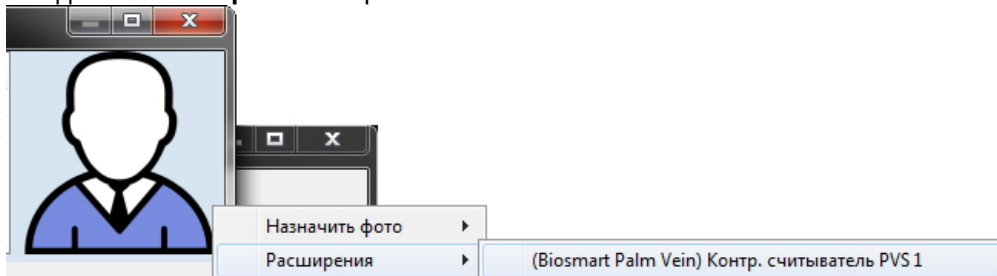 Назначить фото
Расширения
(Biosmart Palm Vein) Контр. считыватель PVS 1